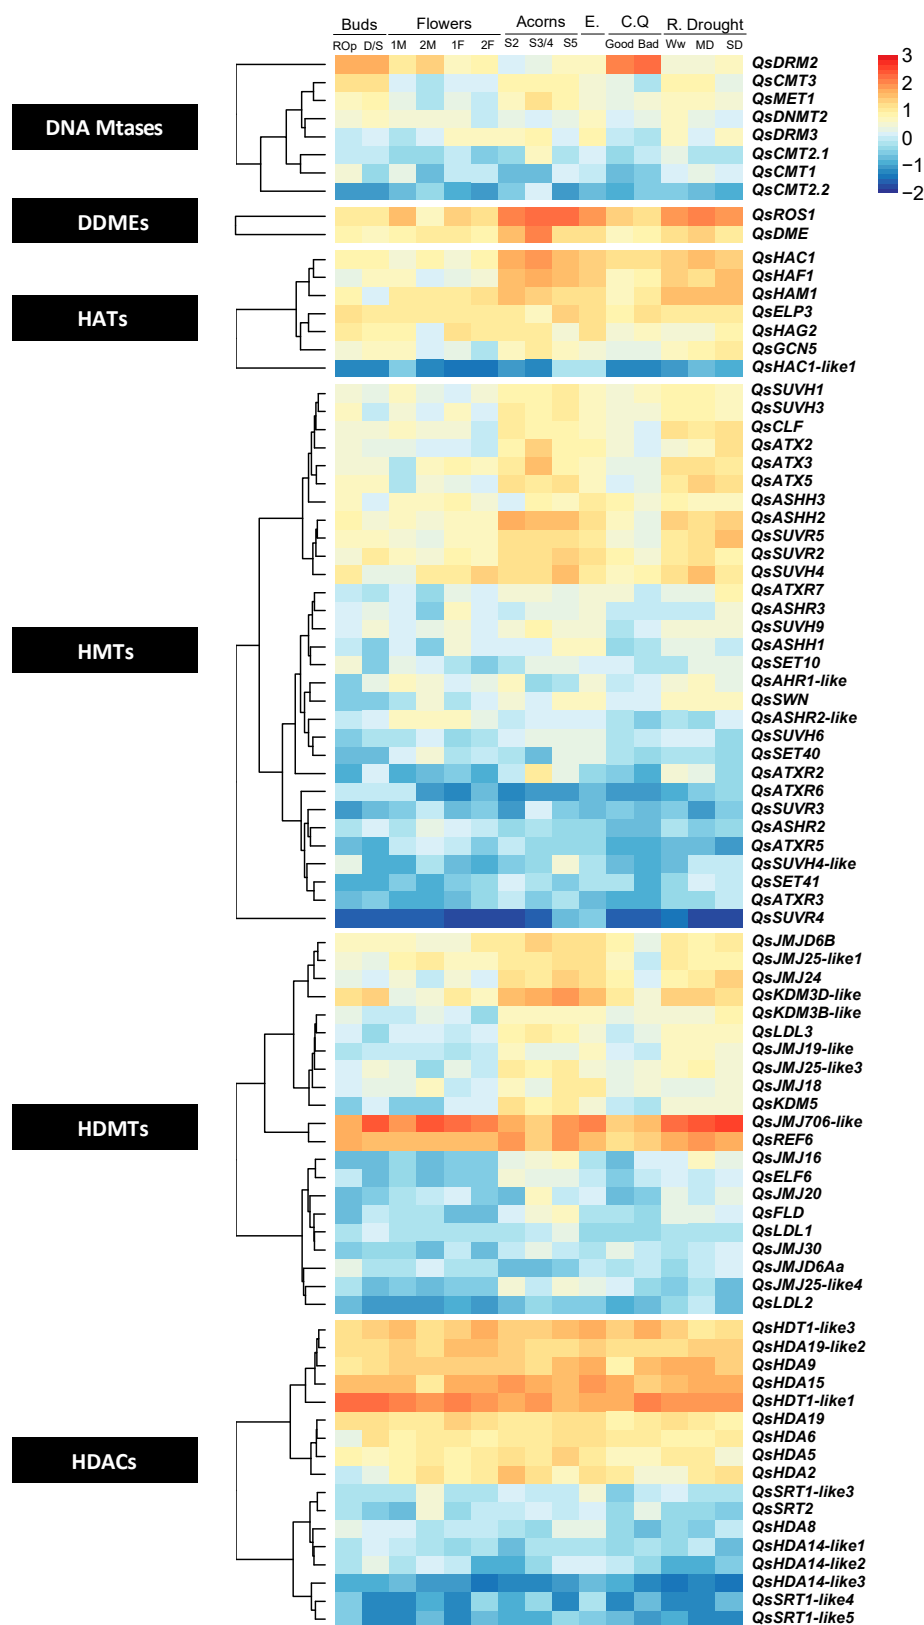 Buds Flowers Acorns E. C.Q R. Drought
ROp D/S 1M 2M 1F 2F S2 S3/4 S5 Good Bad Ww MD SD
3
2
1
0
−1
−2
DNA Mtases
QsDRM2
QsCMT3
QsMET1
QsDNMT2
QsDRM3
QsCMT2.1
QsCMT1
QsCMT2.2
DDMEs
QsROS1
QsDME
HATs
QsHAC1
QsHAF1
QsHAM1
QsELP3
QsHAG2
QsGCN5
QsHAC1-like1
HMTs
QsSUVH1
QsSUVH3
QsCLF
QsATX2
QsATX3
QsATX5
QsASHH3
QsASHH2
QsSUVR5
QsSUVR2
QsSUVH4
QsATXR7
QsASHR3
QsSUVH9
QsASHH1
QsSET10
QsAHR1-like
QsSWN
QsASHR2-like
QsSUVH6
QsSET40
QsATXR2
QsATXR6
QsSUVR3
QsASHR2
QsATXR5
QsSUVH4-like
QsSET41
QsATXR3
QsSUVR4
HDMTs
QsJMJD6B
QsJMJ25-like1
QsJMJ24
QsKDM3D-like
QsKDM3B-like
QsLDL3
QsJMJ19-like
QsJMJ25-like3
QsJMJ18
QsKDM5
QsJMJ706-like
QsREF6
QsJMJ16
QsELF6
QsJMJ20
QsFLD
QsLDL1
QsJMJ30
QsJMJD6Aa
QsJMJ25-like4
QsLDL2
HDACs
QsHDT1-like3
QsHDA19-like2
QsHDA9
QsHDA15
QsHDT1-like1
QsHDA19
QsHDA6
QsHDA5
QsHDA2
QsSRT1-like3
QsSRT2
QsHDA8
QsHDA14-like1
QsHDA14-like2
QsHDA14-like3
QsSRT1-like4
QsSRT1-like5